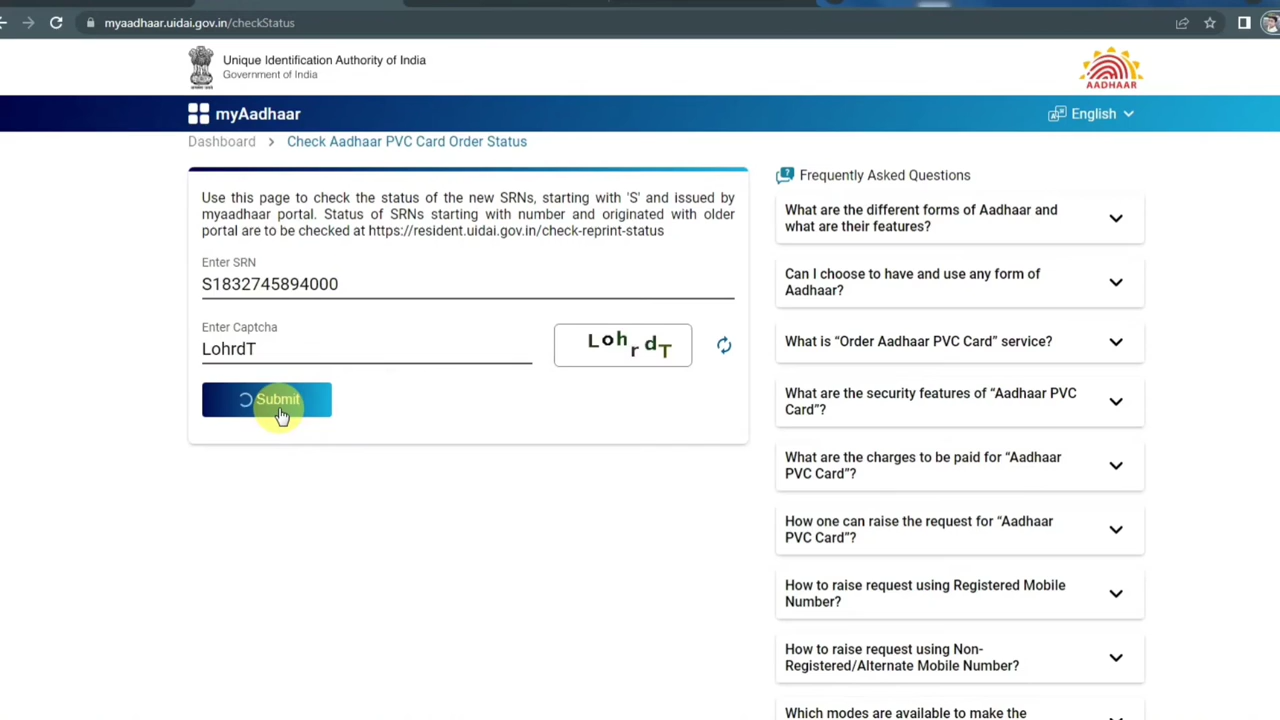 myaadhaar.uidai.gov.in/checkStatus
Unique Identification Authority of India
Government of India
AADHAAR
myAadhaar
English
Dashboard > Check Aadhaar PVC Card Order Status
Use this page to check the status of the new SRNs, starting with 'S' and issued by
myaadhaar portal. Status of SRNs starting with number and originated with older
portal are to be checked at https://resident.uidai.gov.in/check-reprint-status
Enter SRN
S1832745894000
Enter Captcha
LohrdT
LohrdT
Submit
Frequently Asked Questions
What are the different forms of Aadhaar and
what are their features?
Can I choose to have and use any form of
Aadhaar?
What is “Order Aadhaar PVC Card” service?
What are the security features of “Aadhaar PVC
Card”?
What are the charges to be paid for “Aadhaar
PVC Card”?
How one can raise the request for “Aadhaar
PVC Card”?
How to raise request using Registered Mobile
Number?
How to raise request using Non-
Registered/Alternate Mobile Number?
Which modes are available to make the